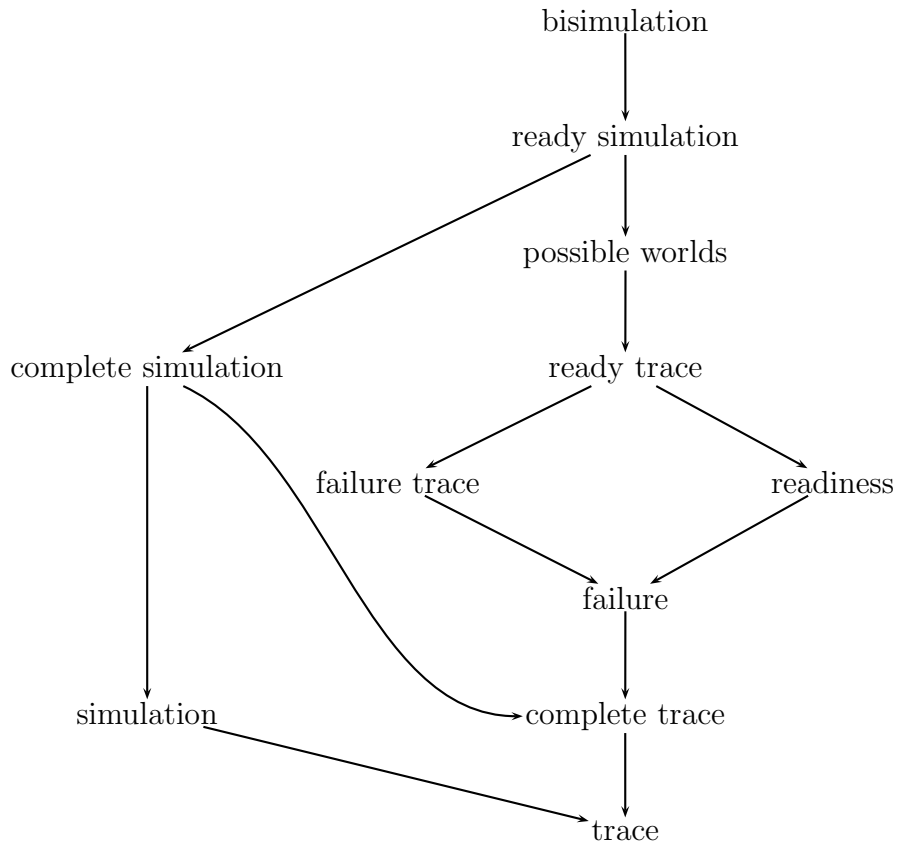 bisimulation
ready simulation
possible worlds
complete simulation
ready trace
failure trace
readiness
failure
simulation
complete trace
trace